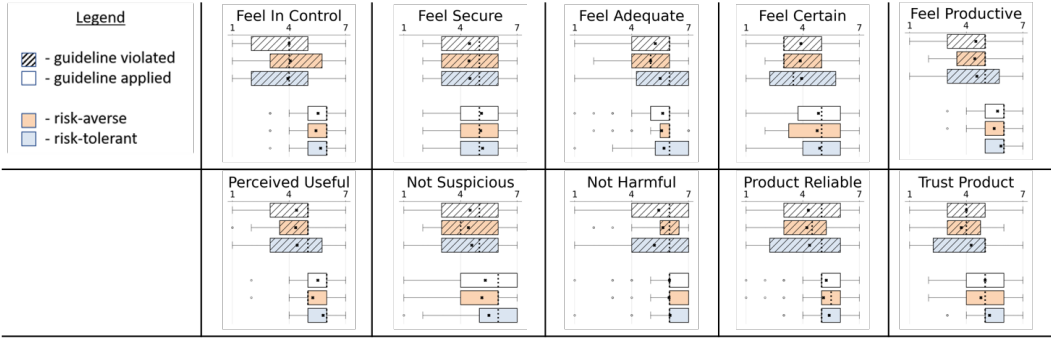 Legend
- guideline violated
- guideline applied
- risk-averse
- risk-tolerant
Feel In Control
1 4 7
Feel Secure
1 4 7
Feel Adequate
1 4 7
Feel Certain
1 4 7
Feel Productive
1 4 7
Perceived Useful
1 4 7
Not Suspicious
1 4 7
Not Harmful
1 4 7
Product Reliable
1 4 7
Trust Product
1 4 7